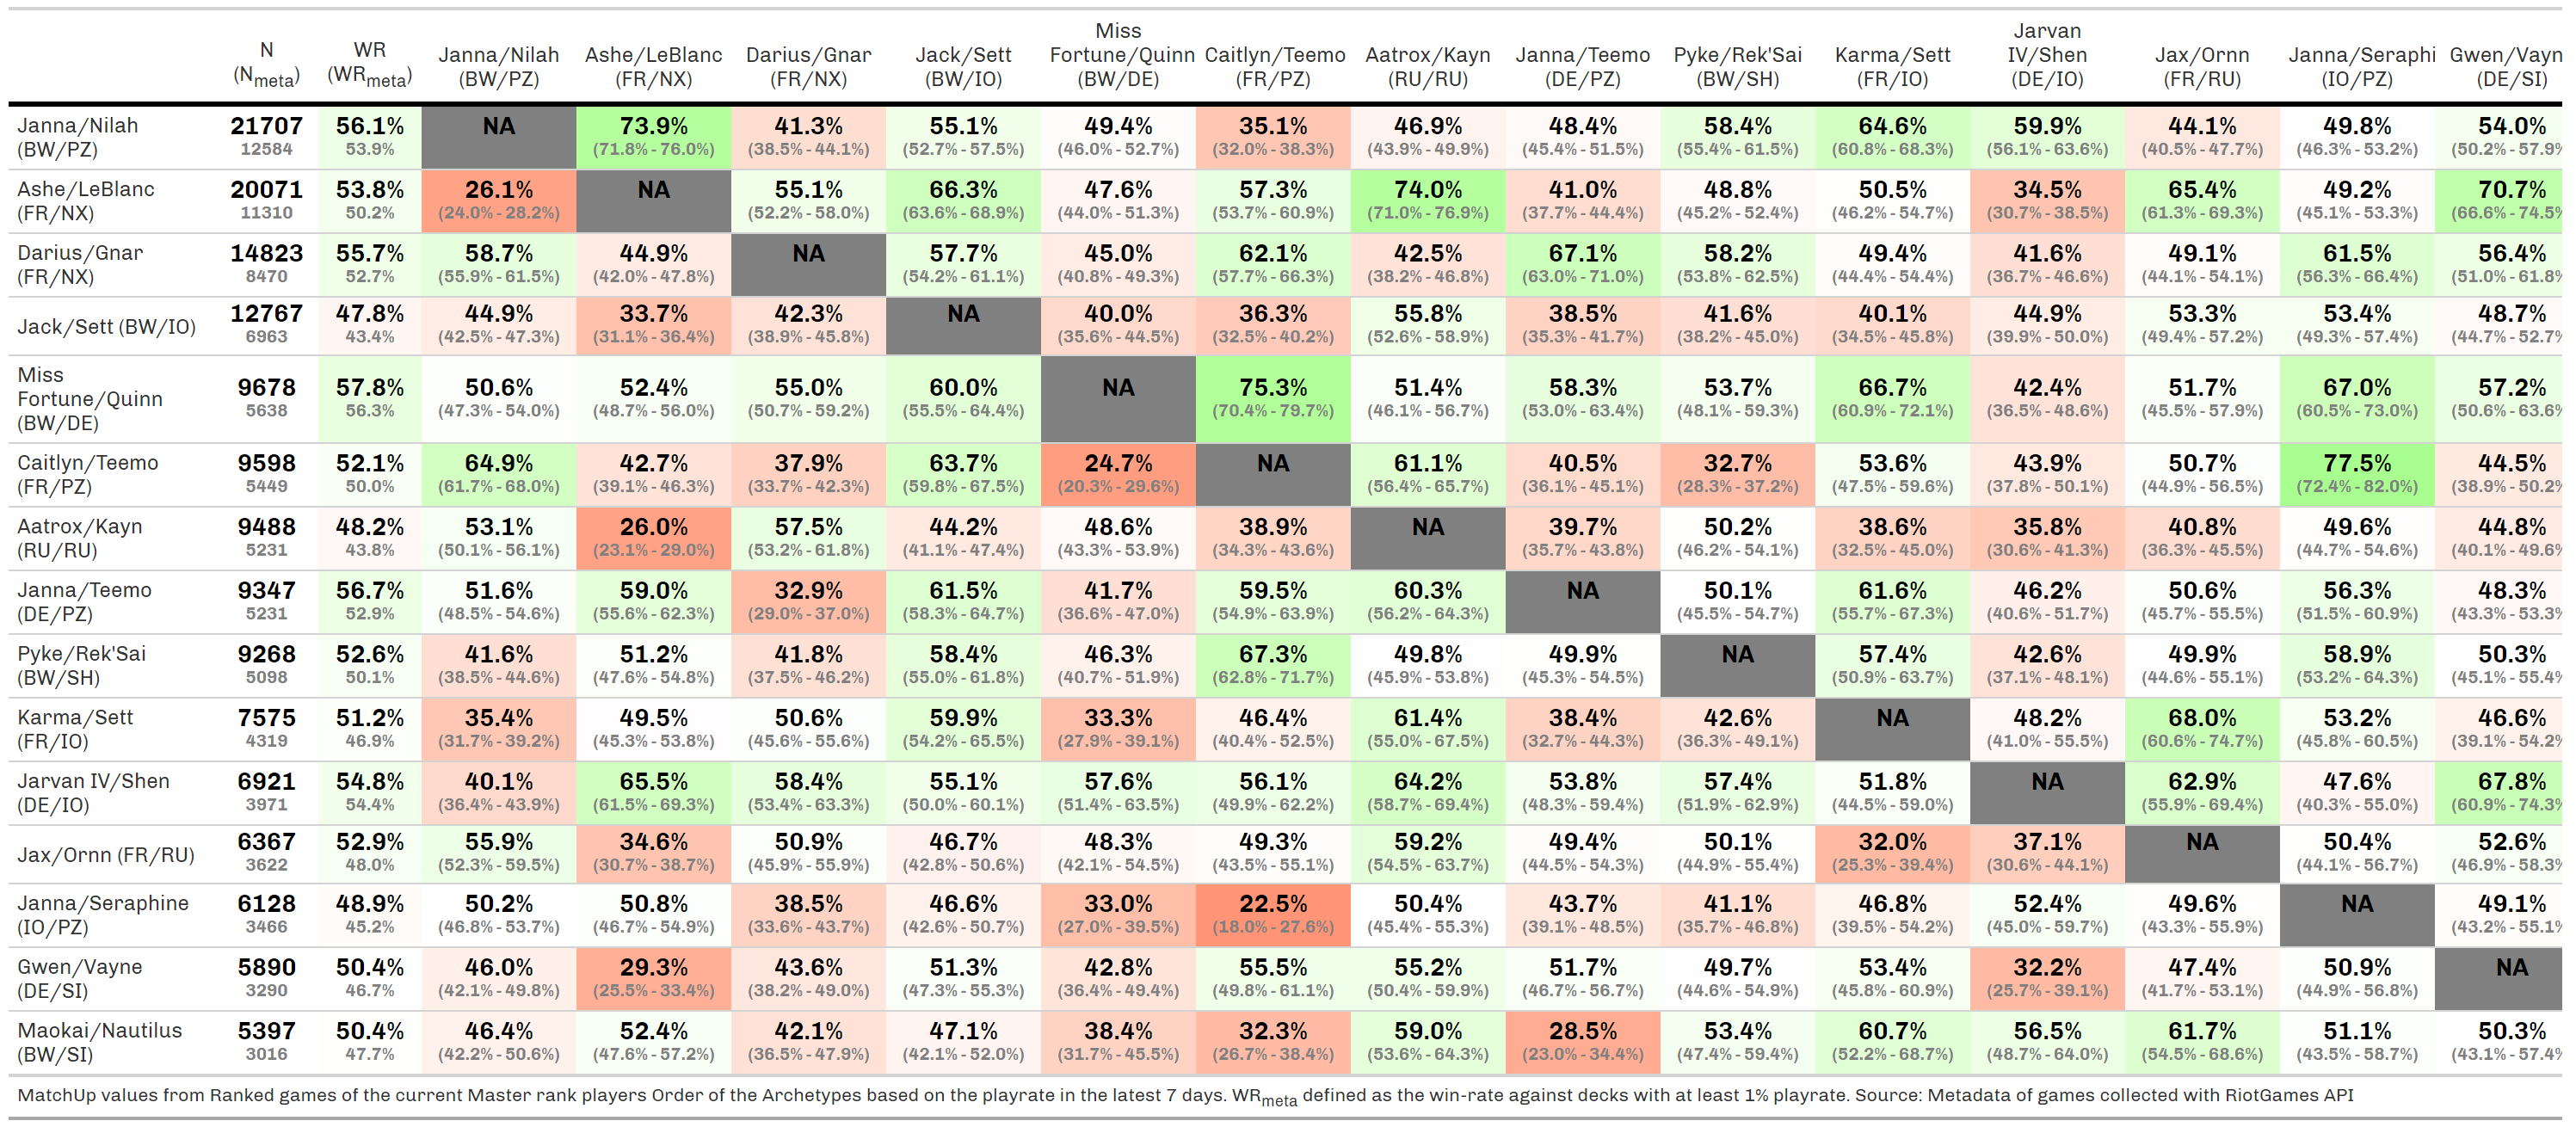 Miss Jarvan
N WR Janna/Nilah Ashe/LeBlanc Darius/Gnar Jack/Sett Fortune/Quinn Caitlyn/Teemo Aatrox/Kayn Janna/Teemo Pyke/Rek'Sai Karma/Sett IV/Shen Jax/Ornn Janna/Seraphi Gwen/Vayn
(Nmeta) (WRmeta) (BW/PZ) (FR/NX) (FR/NX) (BW/IO) (BW/DE) (FR/PZ) (RU/RU) (DE/PZ) (BW/SH) (FR/IO) (DE/IO) (FR/RU) (IO/PZ) (DE/SI)
Janna/Nilah 21707 56.1% NA 73.9% 41.3% 55.1% 49.4% 35.1% 46.9% 48.4% 58.4% 64.6% 59.9% 44.1% 49.8% 54.0%
(BW/PZ) 12584 53.9% (71.8% - 76.0%) (38.5% - 44.1%) (52.7% - 57.5%) (46.0% - 52.7%) (32.0% - 38.3%) (43.9% - 49.9%) (45.4% - 51.5%) (55.4% - 61.5%) (60.8% - 68.3%) (56.1% - 63.6%) (40.5% - 47.7%) (46.3% - 53.2%) (50.2% - 57.9%
Ashe/LeBlanc 20071 53.8% 26.1% NA 55.1% 66.3% 47.6% 57.3% 74.0% 41.0% 48.8% 50.5% 34.5% 65.4% 49.2% 70.7%
(FR/NX) 11310 50.2% (24.0% - 28.2%) (52.2% - 58.0%) (63.6% - 68.9%) (44.0% - 51.3%) (53.7% - 60.9%) (71.0% - 76.9%) (37.7% - 44.4%) (45.2% - 52.4%) (46.2% - 54.7%) (30.7% - 38.5%) (61.3% - 69.3%) (45.1% - 53.3%) (66.6% - 74.5%
Darius/Gnar 14823 55.7% 58.7% 44.9% NA 57.7% 45.0% 62.1% 42.5% 67.1% 58.2% 49.4% 41.6% 49.1% 61.5% 56.4%
(FR/NX) 8470 52.7% (55.9% - 61.5%) (42.0% - 47.8%) (54.2% - 61.1%) (40.8% - 49.3%) (57.7% - 66.3%) (38.2% - 46.8%) (63.0% - 71.0%) (53.8% - 62.5%) (44.4% - 54.4%) (36.7% - 46.6%) (44.1% - 54.1%) (56.3% - 66.4%) (51.0% - 61.8%
Jack/Sett (BW/IO) 12767 47.8% 44.9% 33.7% 42.3% NA 40.0% 36.3% 55.8% 38.5% 41.6% 40.1% 44.9% 53.3% 53.4% 48.7%
6963 43.4% (42.5% - 47.3%) (31.1% - 36.4%) (38.9% - 45.8%) (35.6% - 44.5%) (32.5% - 40.2%) (52.6% - 58.9%) (35.3% - 41.7%) (38.2% - 45.0%) (34.5% - 45.8%) (39.9% - 50.0%) (49.4% - 57.2%) (49.3% - 57.4%) (44.7% - 52.7%
Miss
Fortune/Quinn 9678 57.8% 50.6% 52.4% 55.0% 60.0% NA 75.3% 51.4% 58.3% 53.7% 66.7% 42.4% 51.7% 67.0% 57.2%
(BW/DE) 5638 56.3% (47.3% - 54.0%) (48.7% - 56.0%) (50.7% - 59.2%) (55.5% - 64.4%) (70.4% - 79.7%) (46.1% - 56.7%) (53.0% - 63.4%) (48.1% - 59.3%) (60.9% - 72.1%) (36.5% - 48.6%) (45.5% - 57.9%) (60.5% - 73.0%) (50.6% - 63.6%
Caitlyn/Teemo 9598 52.1% 64.9% 42.7% 37.9% 63.7% 24.7% NA 61.1% 40.5% 32.7% 53.6% 43.9% 50.7% 77.5% 44.5%
(FR/PZ) 5449 50.0% (61.7% - 68.0%) (39.1% - 46.3%) (33.7% - 42.3%) (59.8% - 67.5%) (20.3% - 29.6%) (56.4% - 65.7%) (36.1% - 45.1%) (28.3% - 37.2%) (47.5% - 59.6%) (37.8% - 50.1%) (44.9% - 56.5%) (72.4% - 82.0%) (38.9% - 50.2%
Aatrox/Kayn 9488 48.2% 53.1% 26.0% 57.5% 44.2% 48.6% 38.9% NA 39.7% 50.2% 38.6% 35.8% 40.8% 49.6% 44.8%
(RU/RU) 5231 43.8% (50.1% - 56.1%) (23.1% - 29.0%) (53.2% - 61.8%) (41.1% - 47.4%) (43.3% - 53.9%) (34.3% - 43.6%) (35.7% - 43.8%) (46.2% - 54.1%) (32.5% - 45.0%) (30.6% - 41.3%) (36.3% - 45.5%) (44.7% - 54.6%) (40.1% - 49.6%
Janna/Teemo 9347 56.7% 51.6% 59.0% 32.9% 61.5% 41.7% 59.5% 60.3% NA 50.1% 61.6% 46.2% 50.6% 56.3% 48.3%
(DE/PZ) 5231 52.9% (48.5% - 54.6%) (55.6% - 62.3%) (29.0% - 37.0%) (58.3% - 64.7%) (36.6% - 47.0%) (54.9% - 63.9%) (56.2% - 64.3%) (45.5% - 54.7%) (55.7% - 67.3%) (40.6% - 51.7%) (45.7% - 55.5%) (51.5% - 60.9%) (43.3% - 53.3%
Pyke/Rek'Sai 9268 52.6% 41.6% 51.2% 41.8% 58.4% 46.3% 67.3% 49.8% 49.9% NA 57.4% 42.6% 49.9% 58.9% 50.3%
(BW/SH) 5098 50.1% (38.5% - 44.6%) (47.6% - 54.8%) (37.5% - 46.2%) (55.0% - 61.8%) (40.7% - 51.9%) (62.8% - 71.7%) (45.9% - 53.8%) (45.3% - 54.5%) (50.9% - 63.7%) (37.1% - 48.1%) (44.6% - 55.1%) (53.2% - 64.3%) (45.1% - 55.4%
Karma/Sett 7575 51.2% 35.4% 49.5% 50.6% 59.9% 33.3% 46.4% 61.4% 38.4% 42.6% NA 48.2% 68.0% 53.2% 46.6%
(FR/IO) 4319 46.9% (31.7% - 39.2%) (45.3% - 53.8%) (45.6% - 55.6%) (54.2% - 65.5%) (27.9% - 39.1%) (40.4% - 52.5%) (55.0% - 67.5%) (32.7% - 44.3%) (36.3% - 49.1%) (41.0% - 55.5%) (60.6% - 74.7%) (45.8% - 60.5%) (39.1% - 54.2%
Jarvan IV/Shen 6921 54.8% 40.1% 65.5% 58.4% 55.1% 57.6% 56.1% 64.2% 53.8% 57.4% 51.8% NA 62.9% 47.6% 67.8%
(DE/IO) 3971 54.4% (36.4% - 43.9%) (61.5% - 69.3%) (53.4% - 63.3%) (50.0% - 60.1%) (51.4% - 63.5%) (49.9% - 62.2%) (58.7% - 69.4%) (48.3% - 59.4%) (51.9% - 62.9%) (44.5% - 59.0%) (55.9% - 69.4%) (40.3% - 55.0%) (60.9% - 74.3%
Jax/Ornn (FR/RU) 6367 52.9% 55.9% 34.6% 50.9% 46.7% 48.3% 49.3% 59.2% 49.4% 50.1% 32.0% 37.1% NA 50.4% 52.6%
3622 48.0% (52.3% - 59.5%) (30.7% - 38.7%) (45.9% - 55.9%) (42.8% - 50.6%) (42.1% - 54.5%) (43.5% - 55.1%) (54.5% - 63.7%) (44.5% - 54.3%) (44.9% - 55.4%) (25.3% - 39.4%) (30.6% - 44.1%) (44.1% - 56.7%) (46.9% - 58.3%
Janna/Seraphine 6128 48.9% 50.2% 50.8% 38.5% 46.6% 33.0% 22.5% 50.4% 43.7% 41.1% 46.8% 52.4% 49.6% NA 49.1%
(IO/PZ) 3466 45.2% (46.8% - 53.7%) (46.7% - 54.9%) (33.6% - 43.7%) (42.6% - 50.7%) (27.0% - 39.5%) (18.0% - 27.6%) (45.4% - 55.3%) (39.1% - 48.5%) (35.7% - 46.8%) (39.5% - 54.2%) (45.0% - 59.7%) (43.3% - 55.9%) (43.2% - 55.1%
Gwen/Vayne 5890 50.4% 46.0% 29.3% 43.6% 51.3% 42.8% 55.5% 55.2% 51.7% 49.7% 53.4% 32.2% 47.4% 50.9% NA
(DE/SI) 3290 46.7% (42.1% - 49.8%) (25.5% - 33.4%) (38.2% - 49.0%) (47.3% - 55.3%) (36.4% - 49.4%) (49.8% - 61.1%) (50.4% - 59.9%) (46.7% - 56.7%) (44.6% - 54.9%) (45.8% - 60.9%) (25.7% - 39.1%) (41.7% - 53.1%) (44.9% - 56.8%)
Maokai/Nautilus 5397 50.4% 46.4% 52.4% 42.1% 47.1% 38.4% 32.3% 59.0% 28.5% 53.4% 60.7% 56.5% 61.7% 51.1% 50.3%
(BW/SI) 3016 47.7% (42.2% - 50.6%) (47.6% - 57.2%) (36.5% - 47.9%) (42.1% - 52.0%) (31.7% - 45.5%) (26.7% - 38.4%) (53.6% - 64.3%) (23.0% - 34.4%) (47.4% - 59.4%) (52.2% - 68.7%) (48.7% - 64.0%) (54.5% - 68.6%) (43.5% - 58.7%) (43.1% - 57.4%
MatchUp values from Ranked games of the current Master rank players Order of the Archetypes based on the playrate in the latest 7 days. WRmeta defined as the win-rate against decks with at least 1% playrate. Source: Metadata of games collected with RiotGames API